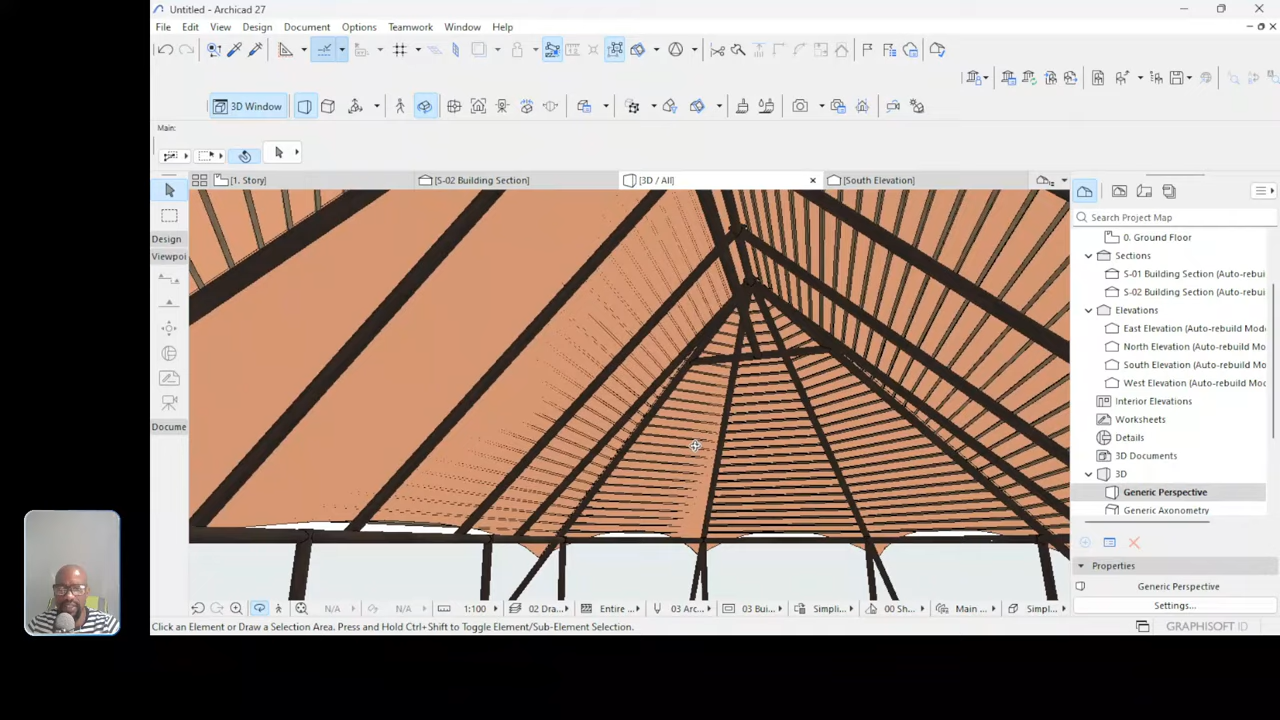 Untitled - Archicad 27
File Edit View Design Document Options Teamwork Window Help
3D Window
Main:
[1. Story]
[S-02 Building Section]
[3D / All]
[South Elevation]
Design
Viewpoi
Docume
Search Project Map
0. Ground Floor
Sections
S-01 Building Section (Auto-rebui
S-02 Building Section (Auto-rebui
Elevations
East Elevation (Auto-rebuild Mod
North Elevation (Auto-rebuild Mo
South Elevation (Auto-rebuild Mo
West Elevation (Auto-rebuild Mod
Interior Elevations
Worksheets
Details
3D Documents
3D
Generic Perspective
Generic Axonometry
Properties
Generic Perspective
Settings...
N/A N/A 1:100 02 Dra... Entire ... 03 Arc... 03 Bui... Simpli... 00 Sh... Main ... Simpl...
Click an Element or Draw a Selection Area. Press and Hold Ctrl+Shift to Toggle Element/Sub-Element Selection.
GRAPHISOFT ID